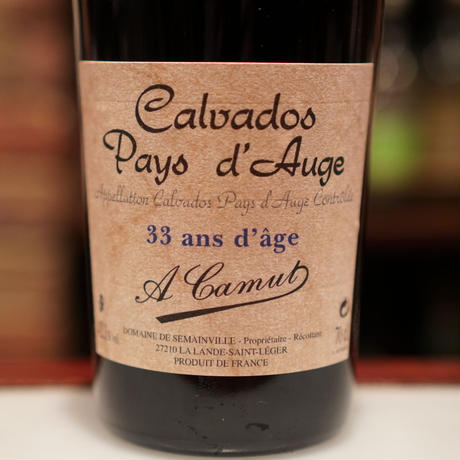 Calvados
Pays d'Auge
Appellation Calvados Pays d'Auge Contrôlée
33 ans d'âge
A Camut
DOMAINE DE SEMAINVILLE - Propriétaire - Récoltant
27210 LA LANDE-SAINT-LÉGER
PRODUIT DE FRANCE